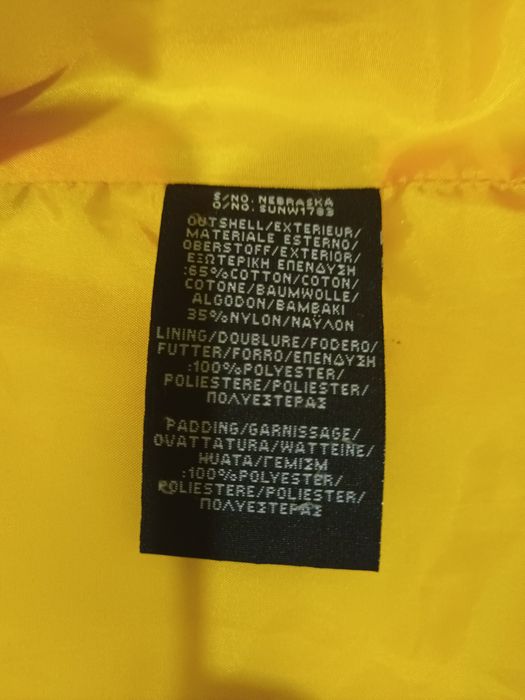 S/NO. NEBRASKA
O/NO. SUNW1783
OUTSHELL/EXTERIEUR/
MATERIALE ESTERNO/
OBERSTOFF/EXTERIOR/
ΕΞΩΤΕΡΙΚΗ ΕΠΕΝΔΥΣΗ
:65%COTTON/COTON/
COTONE/BAUMWOLLE/
ALGODON/ΒΑΜΒΑΚΙ
35%NYLON/ΝΑΫΛΟΝ
LINING/DOUBLURE/FODERO/
FUTTER/FORRO/ΕΠΕΝΔΥΣΗ
:100%POLYESTER/
POLIESTERE/POLIESTER/
ΠΟΛΥΕΣΤΕΡΑΣ
PADDING/GARNISSAGE/
OVATTATURA/WATTEINE/
HUATA/ΓΕΜΙΣΜ
:100%POLYESTER/
POLIESTERE/POLIESTER/
ΠΟΛΥΕΣΤΕΡΑΣ